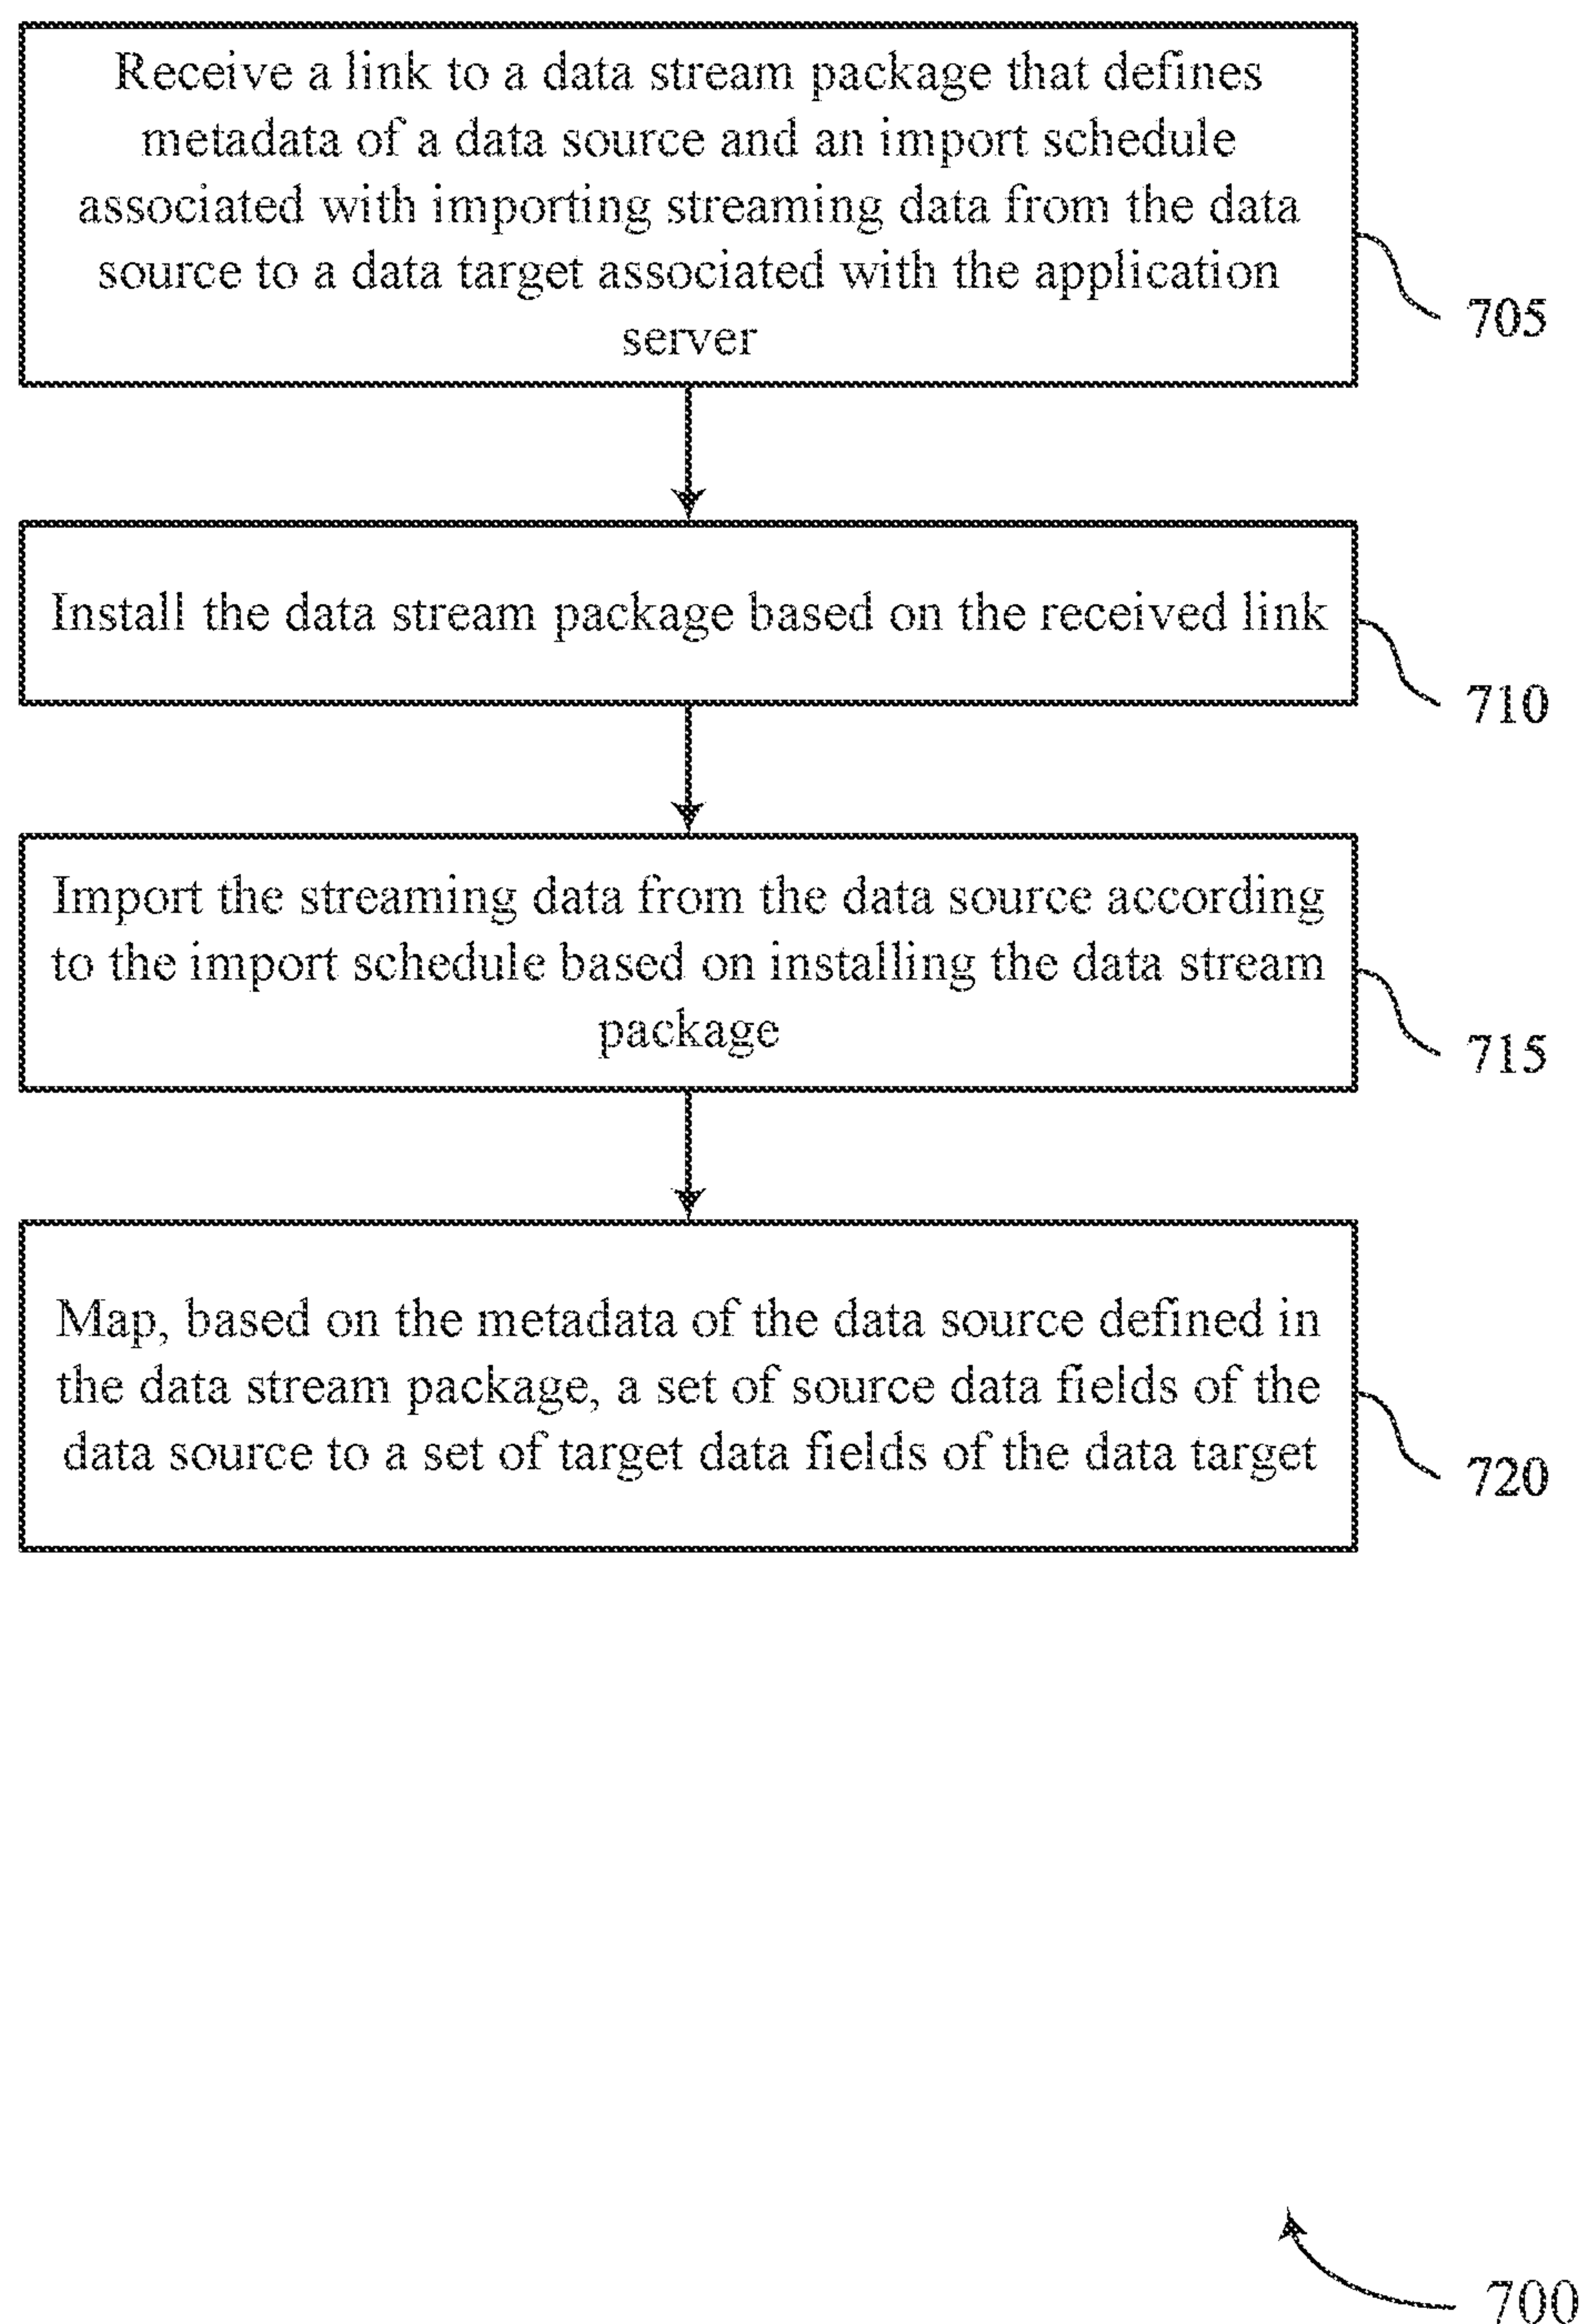 Receive a link to a data stream package that defines
metadata of a data source and an import schedule
associated with importing streaming data from the data
source to a data target associated with the application
server
705
Install the data stream package based on the received link
710
Import the streaming data from the data source according
to the import schedule based on installing the data stream
package
715
Map, based on the metadata of the data source defined in
the data stream package, a set of source data fields of the
data source to a set of target data fields of the data target
720
700